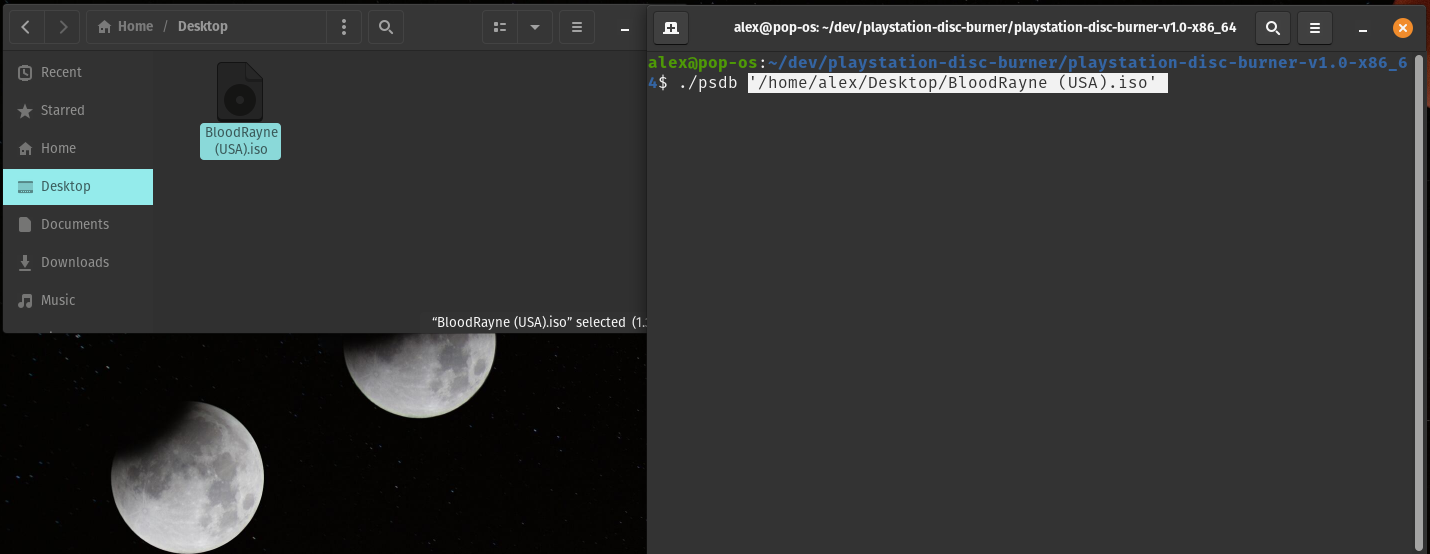 Home / Desktop
Recent
Starred
Home
Desktop
Documents
Downloads
Music
BloodRayne
(USA).iso
“BloodRayne (USA).iso” selected (1.
alex@pop-os: ~/dev/playstation-disc-burner/playstation-disc-burner-v1.0-x86_64
alex@pop-os:~/dev/playstation-disc-burner/playstation-disc-burner-v1.0-x86_6
4$ ./psdb '/home/alex/Desktop/BloodRayne (USA).iso'